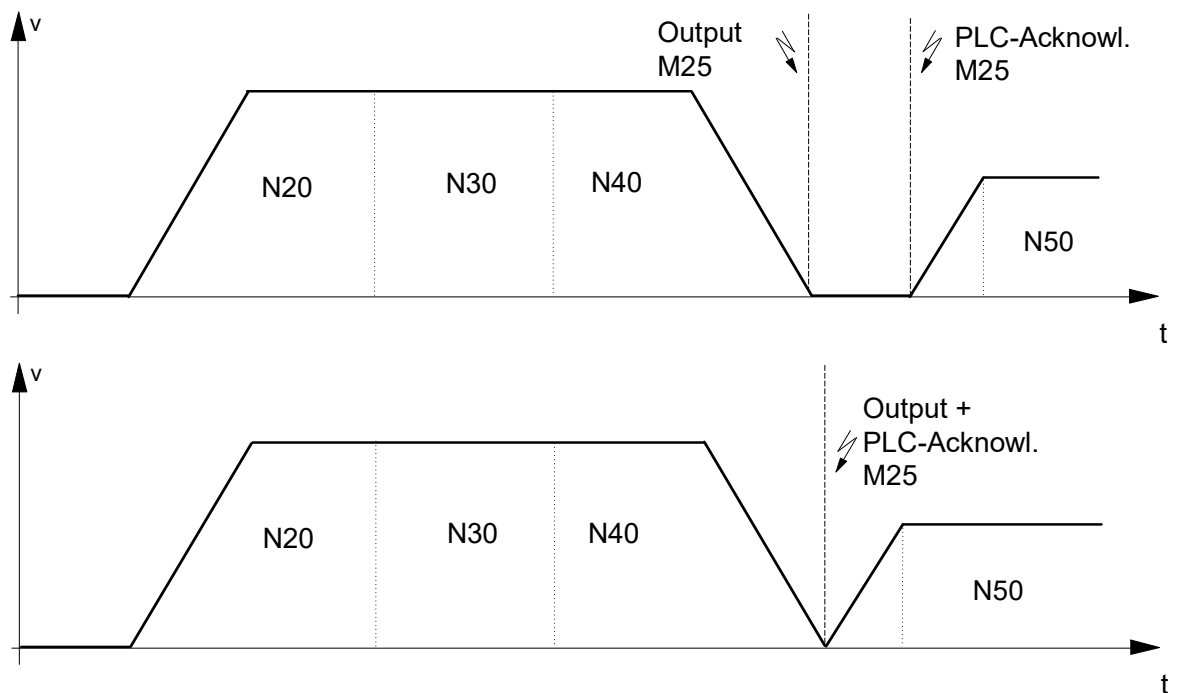 v
Output
M25
PLC-Acknowl.
M25
N20
N30
N40
N50
t
v
Output +
PLC-Acknowl.
M25
N20
N30
N40
N50
t